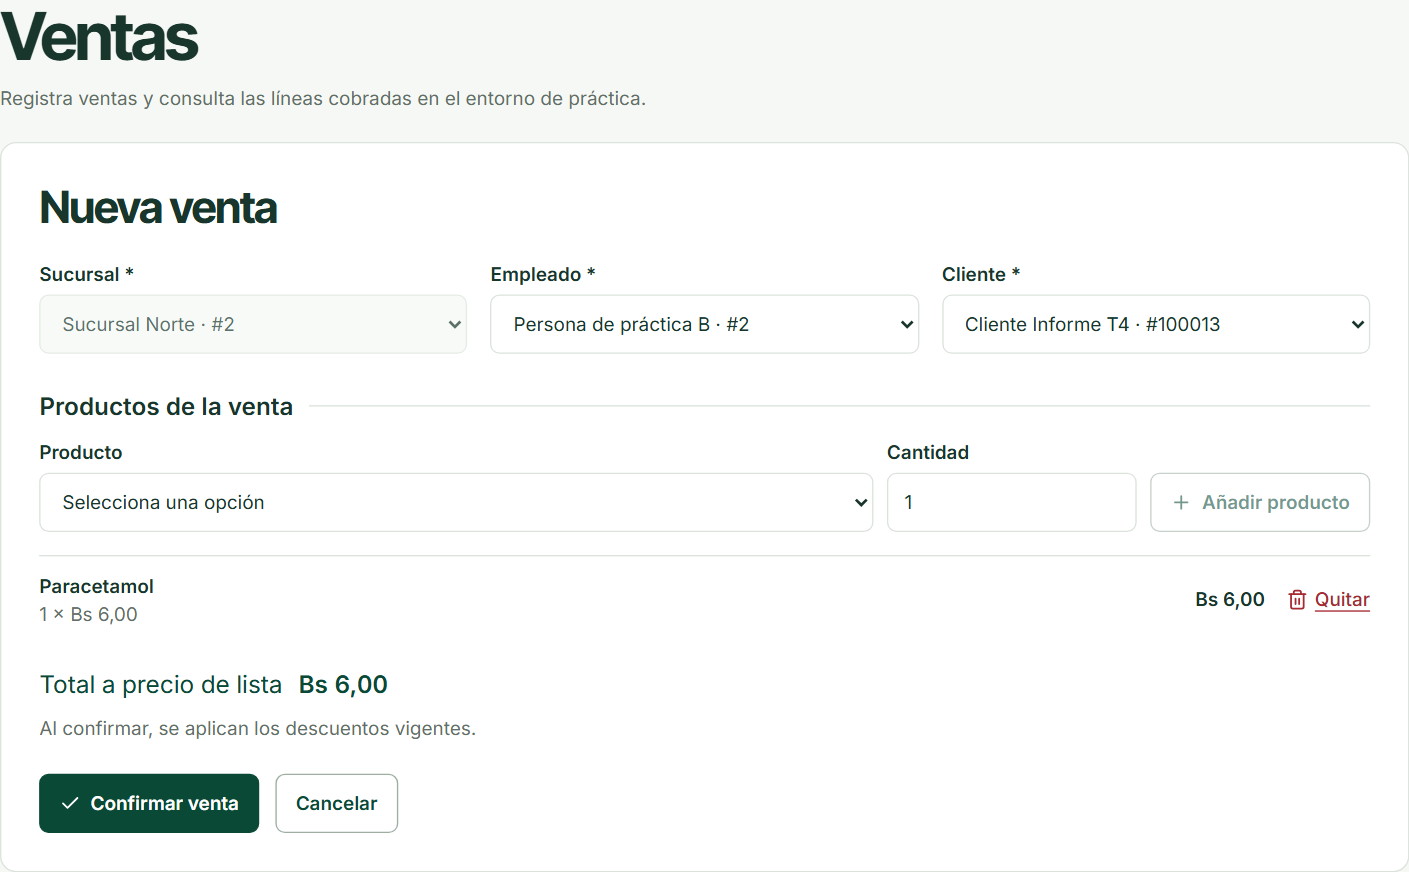 Ventas
Registra ventas y consulta las líneas cobradas en el entorno de práctica.
Nueva venta
Sucursal * Empleado * Cliente *
Sucursal Norte · #2 Persona de práctica B · #2 Cliente Informe T4 · #100013
Productos de la venta
Producto Cantidad
Selecciona una opción 1 + Añadir producto
Paracetamol
1 × Bs 6,00
Bs 6,00 Quitar
Total a precio de lista Bs 6,00
Al confirmar, se aplican los descuentos vigentes.
Confirmar venta Cancelar